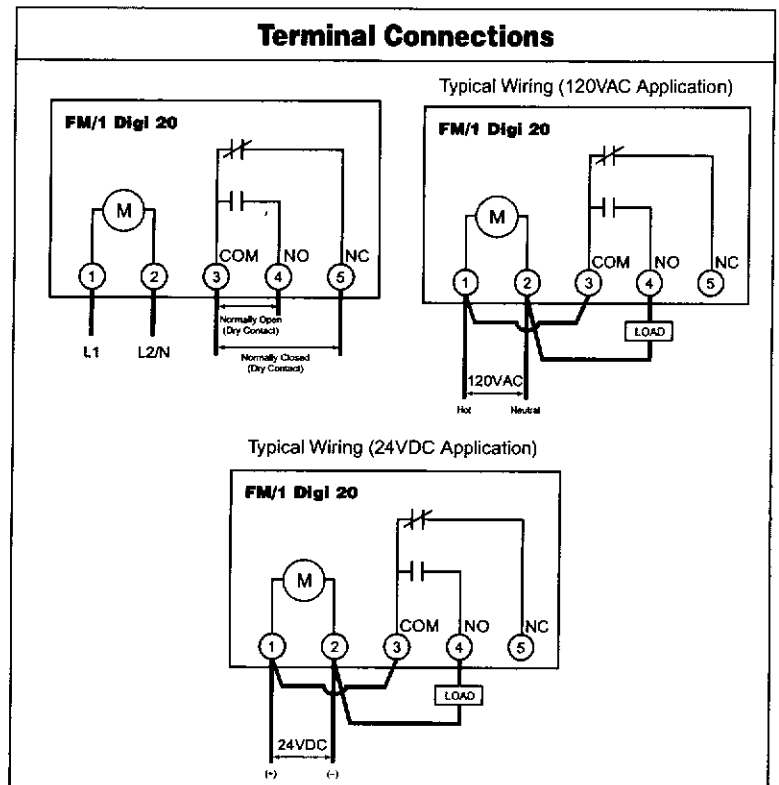 Terminal Connections
FM/1 Digi 20
M
COM
NO
NC
1
2
3
4
5
Normally Open
(Dry Contact)
L1
L2/N
Normally Closed
(Dry Contact)
Typical Wiring (120VAC Application)
FM/1 Digi 20
M
COM
NO
NC
1
2
3
4
5
LOAD
120VAC
Hot
Neutral
Typical Wiring (24VDC Application)
FM/1 Digi 20
M
COM
NO
NC
1
2
3
4
5
LOAD
24VDC
(+)
(-)